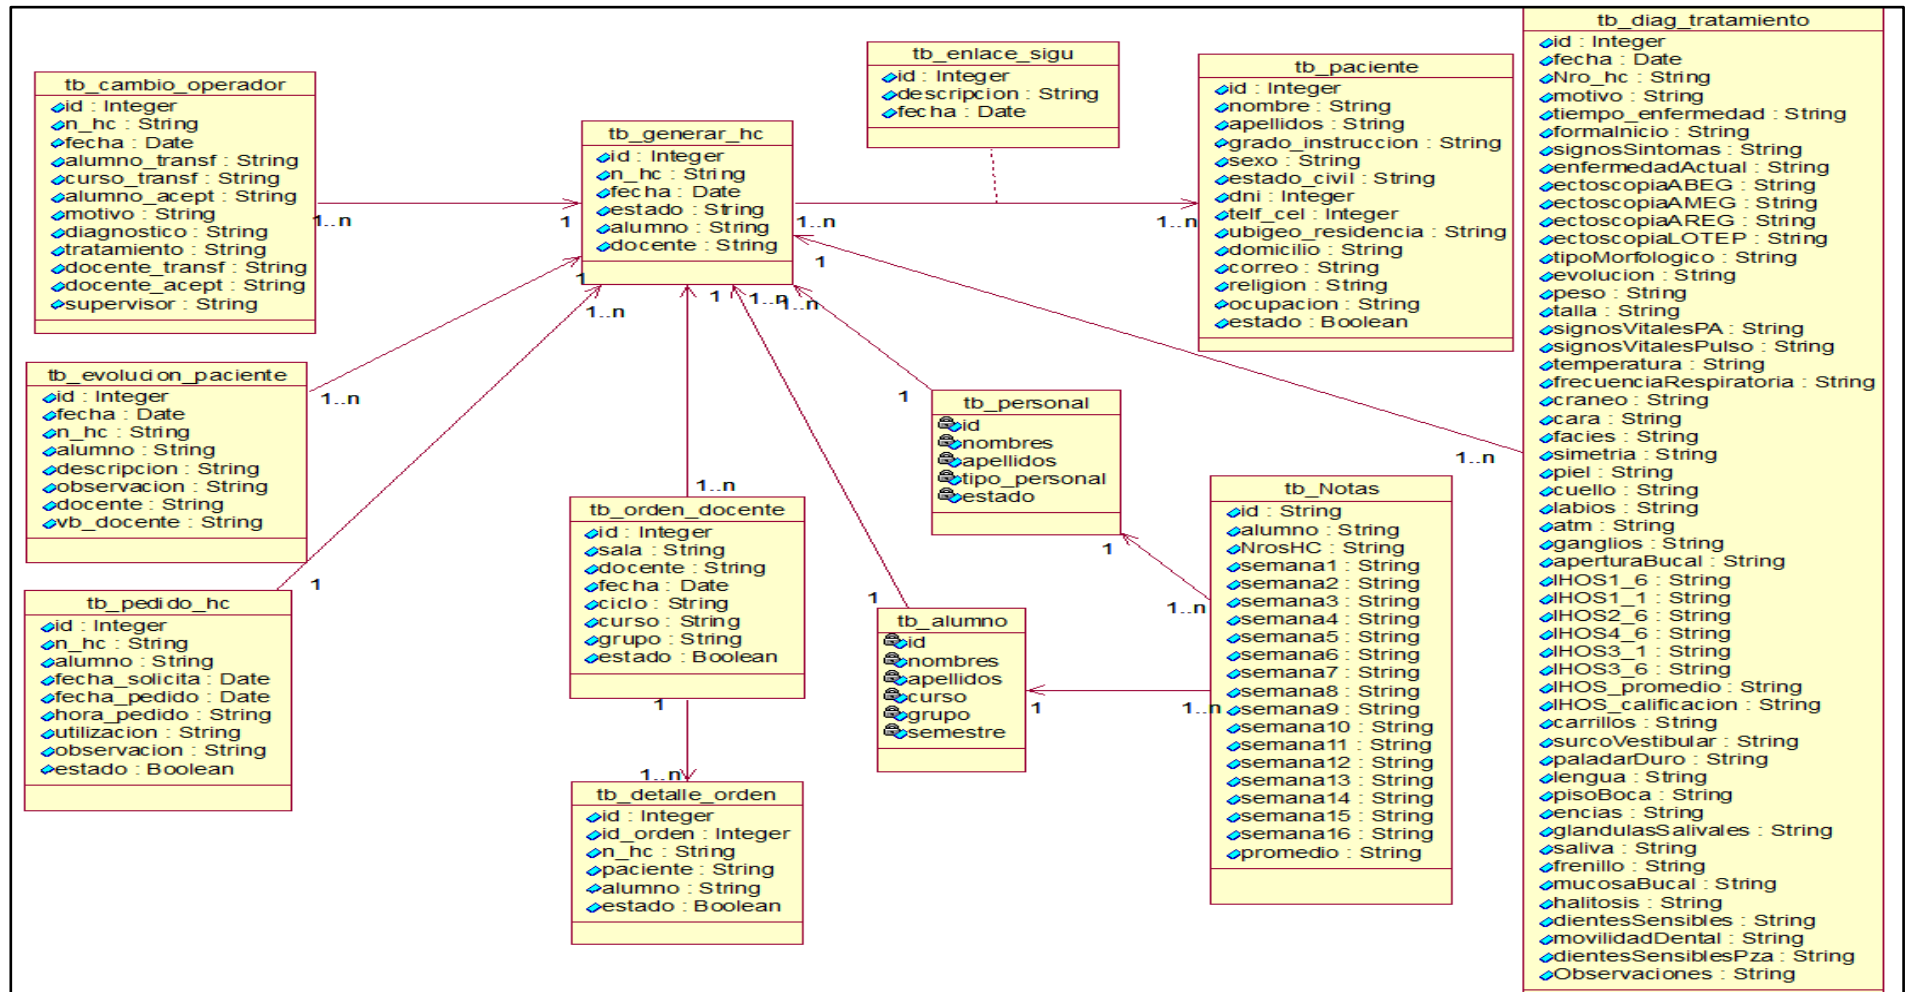 tb_cambio_operador
id : Integer
n_hc : String
fecha : Date
alumno_transf : String
curso_transf : String
alumno_acept : String
motivo : String
diagnostico : String
tratamiento : String
docente_transf : String
docente_acept : String
supervisor : String
1..n
1
tb_generar_hc
id : Integer
n_hc : String
fecha : Date
estado : String
alumno : String
docente : String
1..n
1..n
tb_enlace_sigu
id : Integer
descripcion : String
fecha : Date
tb_paciente
id : Integer
nombre : String
apellidos : String
grado_instruccion : String
sexo : String
estado_civil : String
dni : Integer
telf_cel : Integer
ubigeo_residencia : String
domicilio : String
correo : String
religion : String
ocupacion : String
estado : Boolean
tb_diag_tratamiento
id : Integer
fecha : Date
Nro_hc : String
motivo : String
tiempo_enfermedad : String
formaInicio : String
signosSintomas : String
enfermedadActual : String
ectoscopiaABEG : String
ectoscopiaAMEG : String
ectoscopiaAREG : String
ectoscopiaLOTEP : String
tipoMorfologico : String
evolucion : String
peso : String
talla : String
signosVitalesPA : String
signosVitalesPulso : String
temperatura : String
frecuenciaRespiratoria : String
craneo : String
cara : String
facies : String
simetria : String
piel : String
cuello : String
labios : String
atm : String
ganglios : String
aperturaBucal : String
IHOS1_6 : String
IHOS1_1 : String
IHOS2_6 : String
IHOS4_6 : String
IHOS3_1 : String
IHOS3_6 : String
IHOS_promedio : String
IHOS_calificacion : String
carrillos : String
surcoVestibular : String
paladarDuro : String
lengua : String
pisoBoca : String
encias : String
glandulasSalivales : String
saliva : String
frenillo : String
mucosaBucal : String
halitosis : String
dientesSensibles : String
movilidadDental : String
dientesSensiblesPza : String
Observaciones : String
1
1..n
1
1..n
1
1..n
1..n
tb_evolucion_paciente
id : Integer
fecha : Date
n_hc : String
alumno : String
descripcion : String
observacion : String
docente : String
vb_docente : String
1..n
tb_pedido_hc
id : Integer
n_hc : String
alumno : String
fecha_solicita : Date
fecha_pedido : Date
hora_pedido : String
utilizacion : String
observacion : String
estado : Boolean
1
1..n
tb_orden_docente
id : Integer
sala : String
docente : String
fecha : Date
ciclo : String
curso : String
grupo : String
estado : Boolean
1
1..n
tb_detalle_orden
id : Integer
id_orden : Integer
n_hc : String
paciente : String
alumno : String
estado : Boolean
1
tb_personal
id
nombres
apellidos
tipo_personal
estado
1
1..n
1
tb_alumno
id
nombres
apellidos
curso
grupo
semestre
1
1..n
tb_Notas
id : String
alumno : String
NrosHC : String
semana1 : String
semana2 : String
semana3 : String
semana4 : String
semana5 : String
semana6 : String
semana7 : String
semana8 : String
semana9 : String
semana10 : String
semana11 : String
semana12 : String
semana13 : String
semana14 : String
semana15 : String
semana16 : String
promedio : String